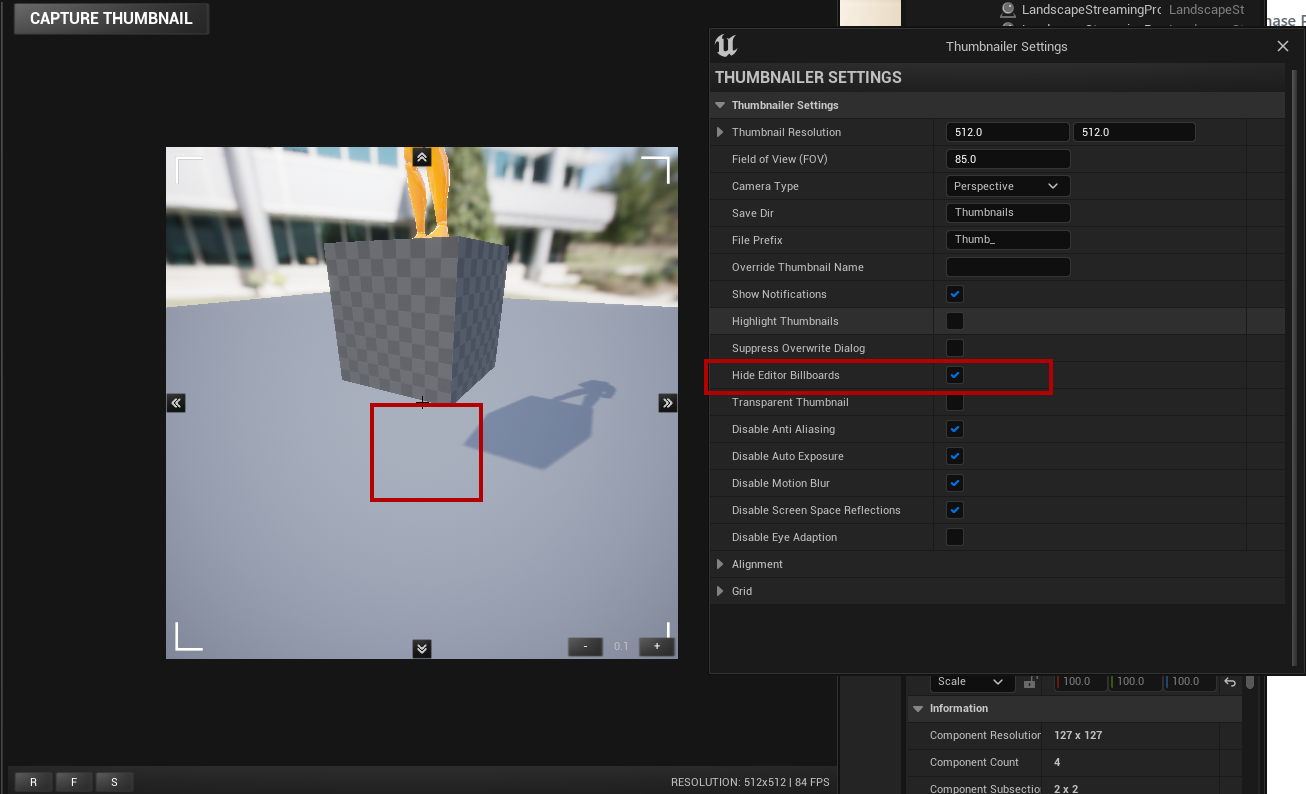 CAPTURE THUMBNAIL
LandscapeStreamingPro LandscapeSt
hase P
Thumbnailer Settings
THUMBNAILER SETTINGS
Thumbnailer Settings
Thumbnail Resolution 512.0 512.0
Field of View (FOV) 85.0
Camera Type Perspective
Save Dir Thumbnails
File Prefix Thumb_
Override Thumbnail Name
Show Notifications
Highlight Thumbnails
Suppress Overwrite Dialog
Hide Editor Billboards
Transparent Thumbnail
Disable Anti Aliasing
Disable Auto Exposure
Disable Motion Blur
Disable Screen Space Reflections
Disable Eye Adaption
Alignment
Grid
- 0.1 +
Scale 100.0 100.0 100.0
Information
Component Resolution 127 x 127
Component Count 4
Component Subsectio 2 x 2
R F S RESOLUTION: 512x512 | 84 FPS